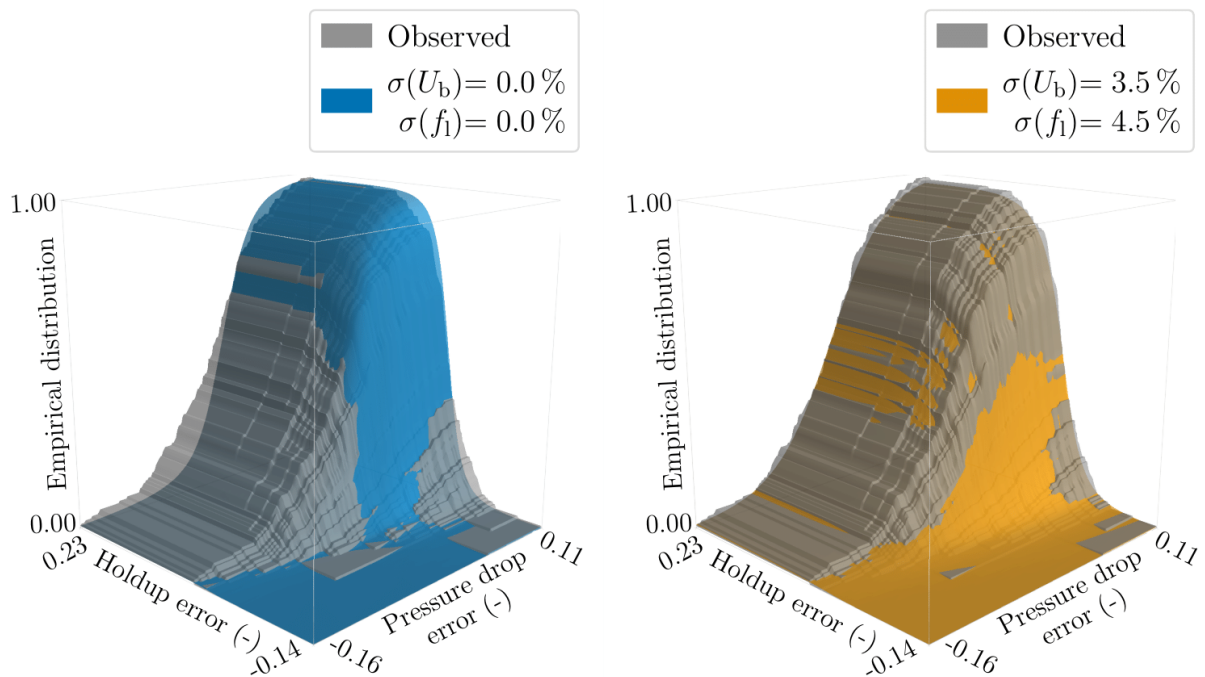 Observed
σ(U_b)= 0.0 %
σ(f_l)= 0.0 %
1.00
Empirical distribution
0.00
0.23
Holdup error (-)
-0.14
-0.16
Pressure drop
error (-)
0.11
Observed
σ(U_b)= 3.5 %
σ(f_l)= 4.5 %
1.00
Empirical distribution
0.00
0.23
Holdup error (-)
-0.14
-0.16
Pressure drop
error (-)
0.11